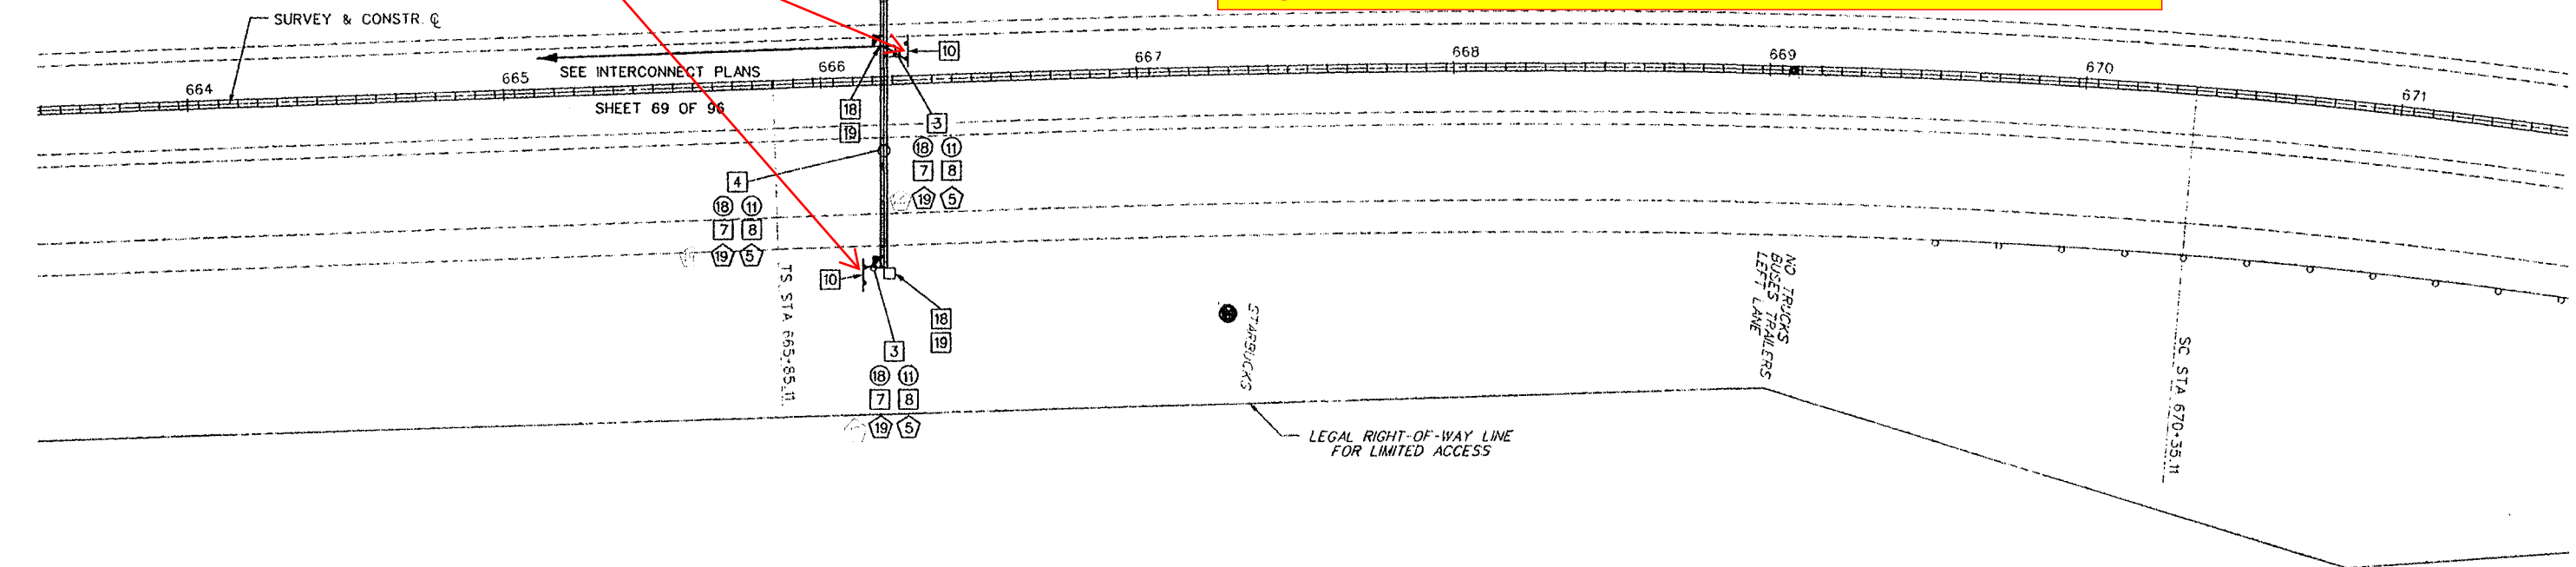 SURVEY & CONSTR. ℄
10
664
665
666
667
668
669
670
671
SEE INTERCONNECT PLANS
SHEET 69 OF 96
18
19
3
18 11
7 8
19 5
4
18 11
7 8
19 5
10
18
19
3
18 11
7 8
19 5
TS. STA 665+85.11
STARBUCKS
NO TRUCKS
BUSES TRAILERS
LEFT LANE
SC STA 670+55.11
LEGAL RIGHT-OF-WAY LINE
FOR LIMITED ACCESS